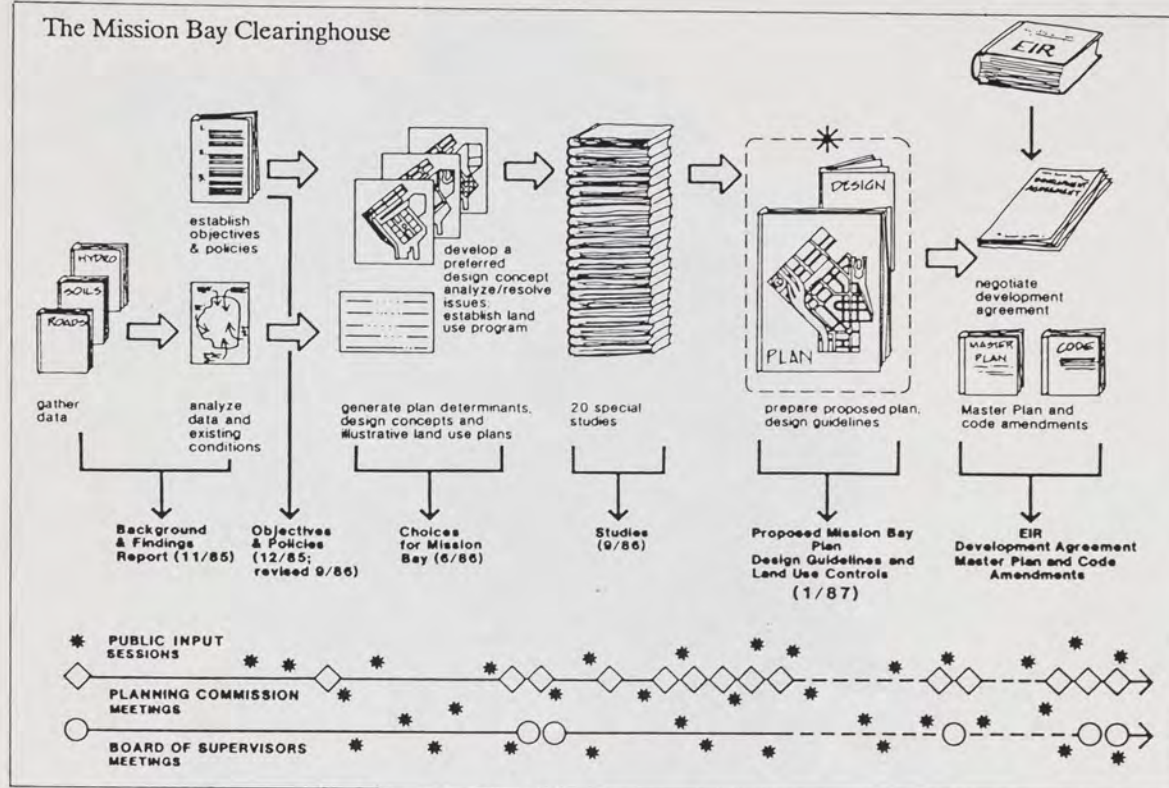 The Mission Bay Clearinghouse
EIR
HYDRO
SOILS
ROADS
gather
data
establish
objectives
& policies
analyze
data and
existing
conditions
develop a
preferred
design concept
analyze/resolve
issues;
establish land
use program
generate plan determinants,
design concepts and
illustrative land use plans
20 special
studies
DESIGN
PLAN
prepare proposed plan,
design guidelines
DEVELOPMENT
AGREEMENT
negotiate
development
agreement
MASTER
PLAN
CODE
Master Plan and
code amendments
Background
& Findings
Report (11/85)
Objectives
& Policies
(12/85;
revised 9/86)
Choices
for Mission
Bay (6/86)
Studies
(9/86)
Proposed Mission Bay
Plan
Design Guidelines and
Land Use Controls
(1/87)
EIR
Development Agreement
Master Plan and Code
Amendments
PUBLIC INPUT
SESSIONS
PLANNING COMMISSION
MEETINGS
BOARD OF SUPERVISORS
MEETINGS